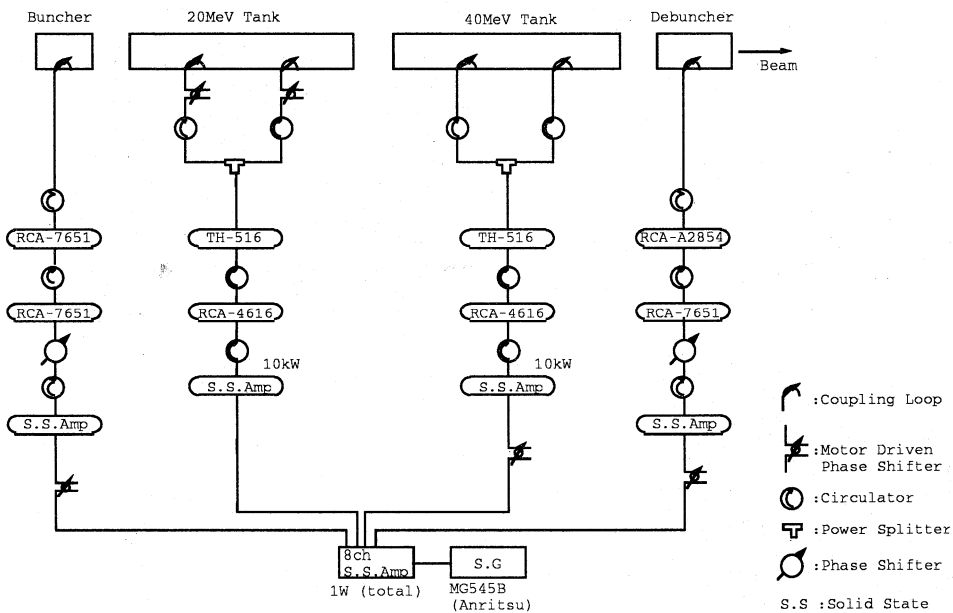 Buncher
20MeV Tank
40MeV Tank
Debuncher
Beam
RCA-7651
TH-516
TH-516
RCA-A2854
RCA-7651
RCA-4616
RCA-4616
RCA-7651
10kW
10kW
S.S.Amp
S.S.Amp
S.S.Amp
S.S.Amp
8ch
S.S.Amp
1W (total)
S.G
MG545B
(Anritsu)
:Coupling Loop
:Motor Driven
Phase Shifter
:Circulator
:Power Splitter
:Phase Shifter
S.S :Solid State